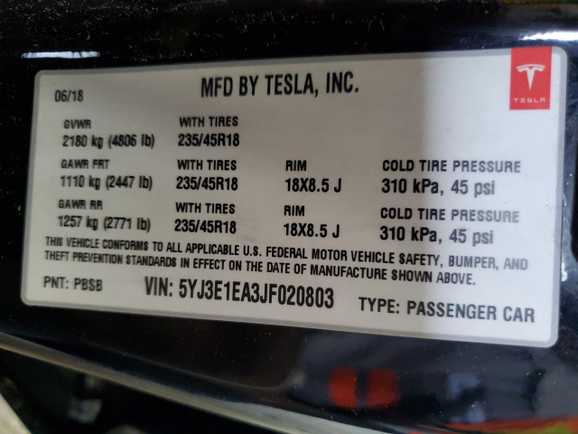 06/18 MFD BY TESLA, INC.
TESLA
GVWR WITH TIRES
2180 kg (4806 lb) 235/45R18
GAWR FRT WITH TIRES RIM COLD TIRE PRESSURE
1110 kg (2447 lb) 235/45R18 18X8.5 J 310 kPa, 45 psi
GAWR RR WITH TIRES RIM COLD TIRE PRESSURE
1257 kg (2771 lb) 235/45R18 18X8.5 J 310 kPa, 45 psi
THIS VEHICLE CONFORMS TO ALL APPLICABLE U.S. FEDERAL MOTOR VEHICLE SAFETY, BUMPER, AND
THEFT PREVENTION STANDARDS IN EFFECT ON THE DATE OF MANUFACTURE SHOWN ABOVE.
PNT: PBSB VIN: 5YJ3E1EA3JF020803 TYPE: PASSENGER CAR